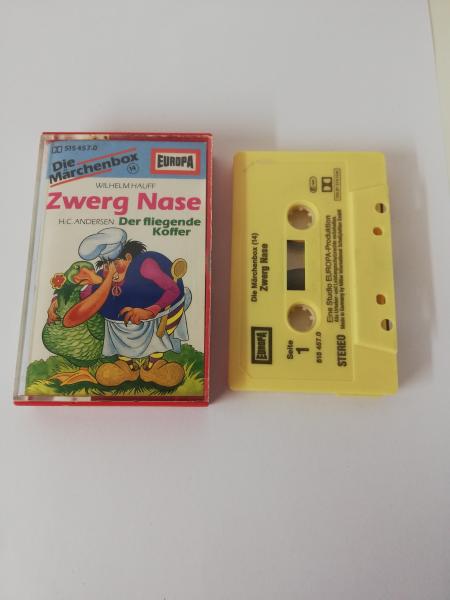 515 457.0
Die
Märchenbox
14
EUROPA
WILHELM HAUFF
Zwerg Nase
H.C. ANDERSEN Der fliegende
Koffer
EUROPA
Seite
1
Die Märchenbox (14)
Zwerg Nase
515 457.0
STEREO
Eine Studio EUROPA-Produktion